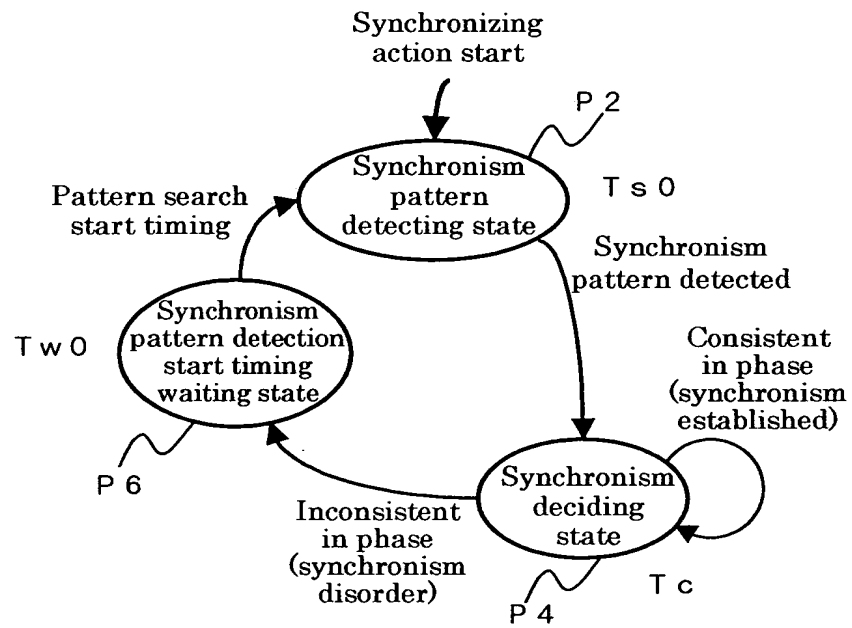 Synchronizing
action start
P 2
Synchronism
pattern
detecting state
T s 0
Pattern search
start timing
Synchronism
pattern detected
Synchronism
pattern detection
start timing
waiting state
T w 0
P 6
Consistent
in phase
(synchronism
established)
Synchronism
deciding
state
Inconsistent
in phase
(synchronism
disorder)
P 4
T c